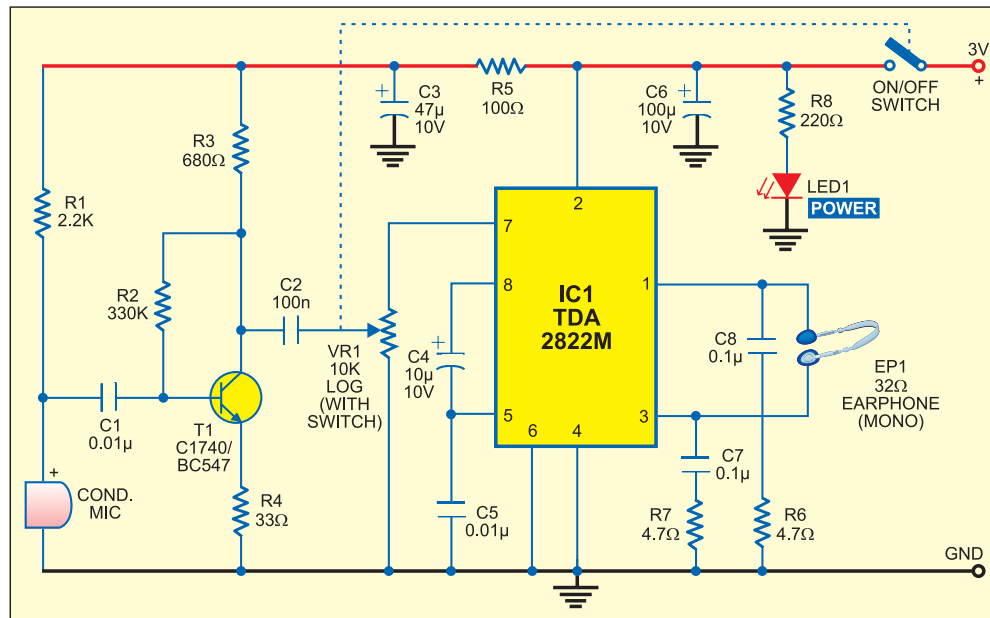 3V
+
ON/OFF
SWITCH
R5
100Ω
+
C3
47µ
10V
+
C6
100µ
10V
R8
220Ω
LED1
POWER
R3
680Ω
R1
2.2K
R2
330K
C2
100n
VR1
10K
LOG
(WITH
SWITCH)
C1
0.01µ
T1
C1740/
BC547
+
COND.
MIC
R4
33Ω
+
C4
10µ
10V
C5
0.01µ
2
7
8
5
6
4
1
3
IC1
TDA
2822M
C8
0.1µ
EP1
32Ω
EARPHONE
(MONO)
C7
0.1µ
R7
4.7Ω
R6
4.7Ω
GND